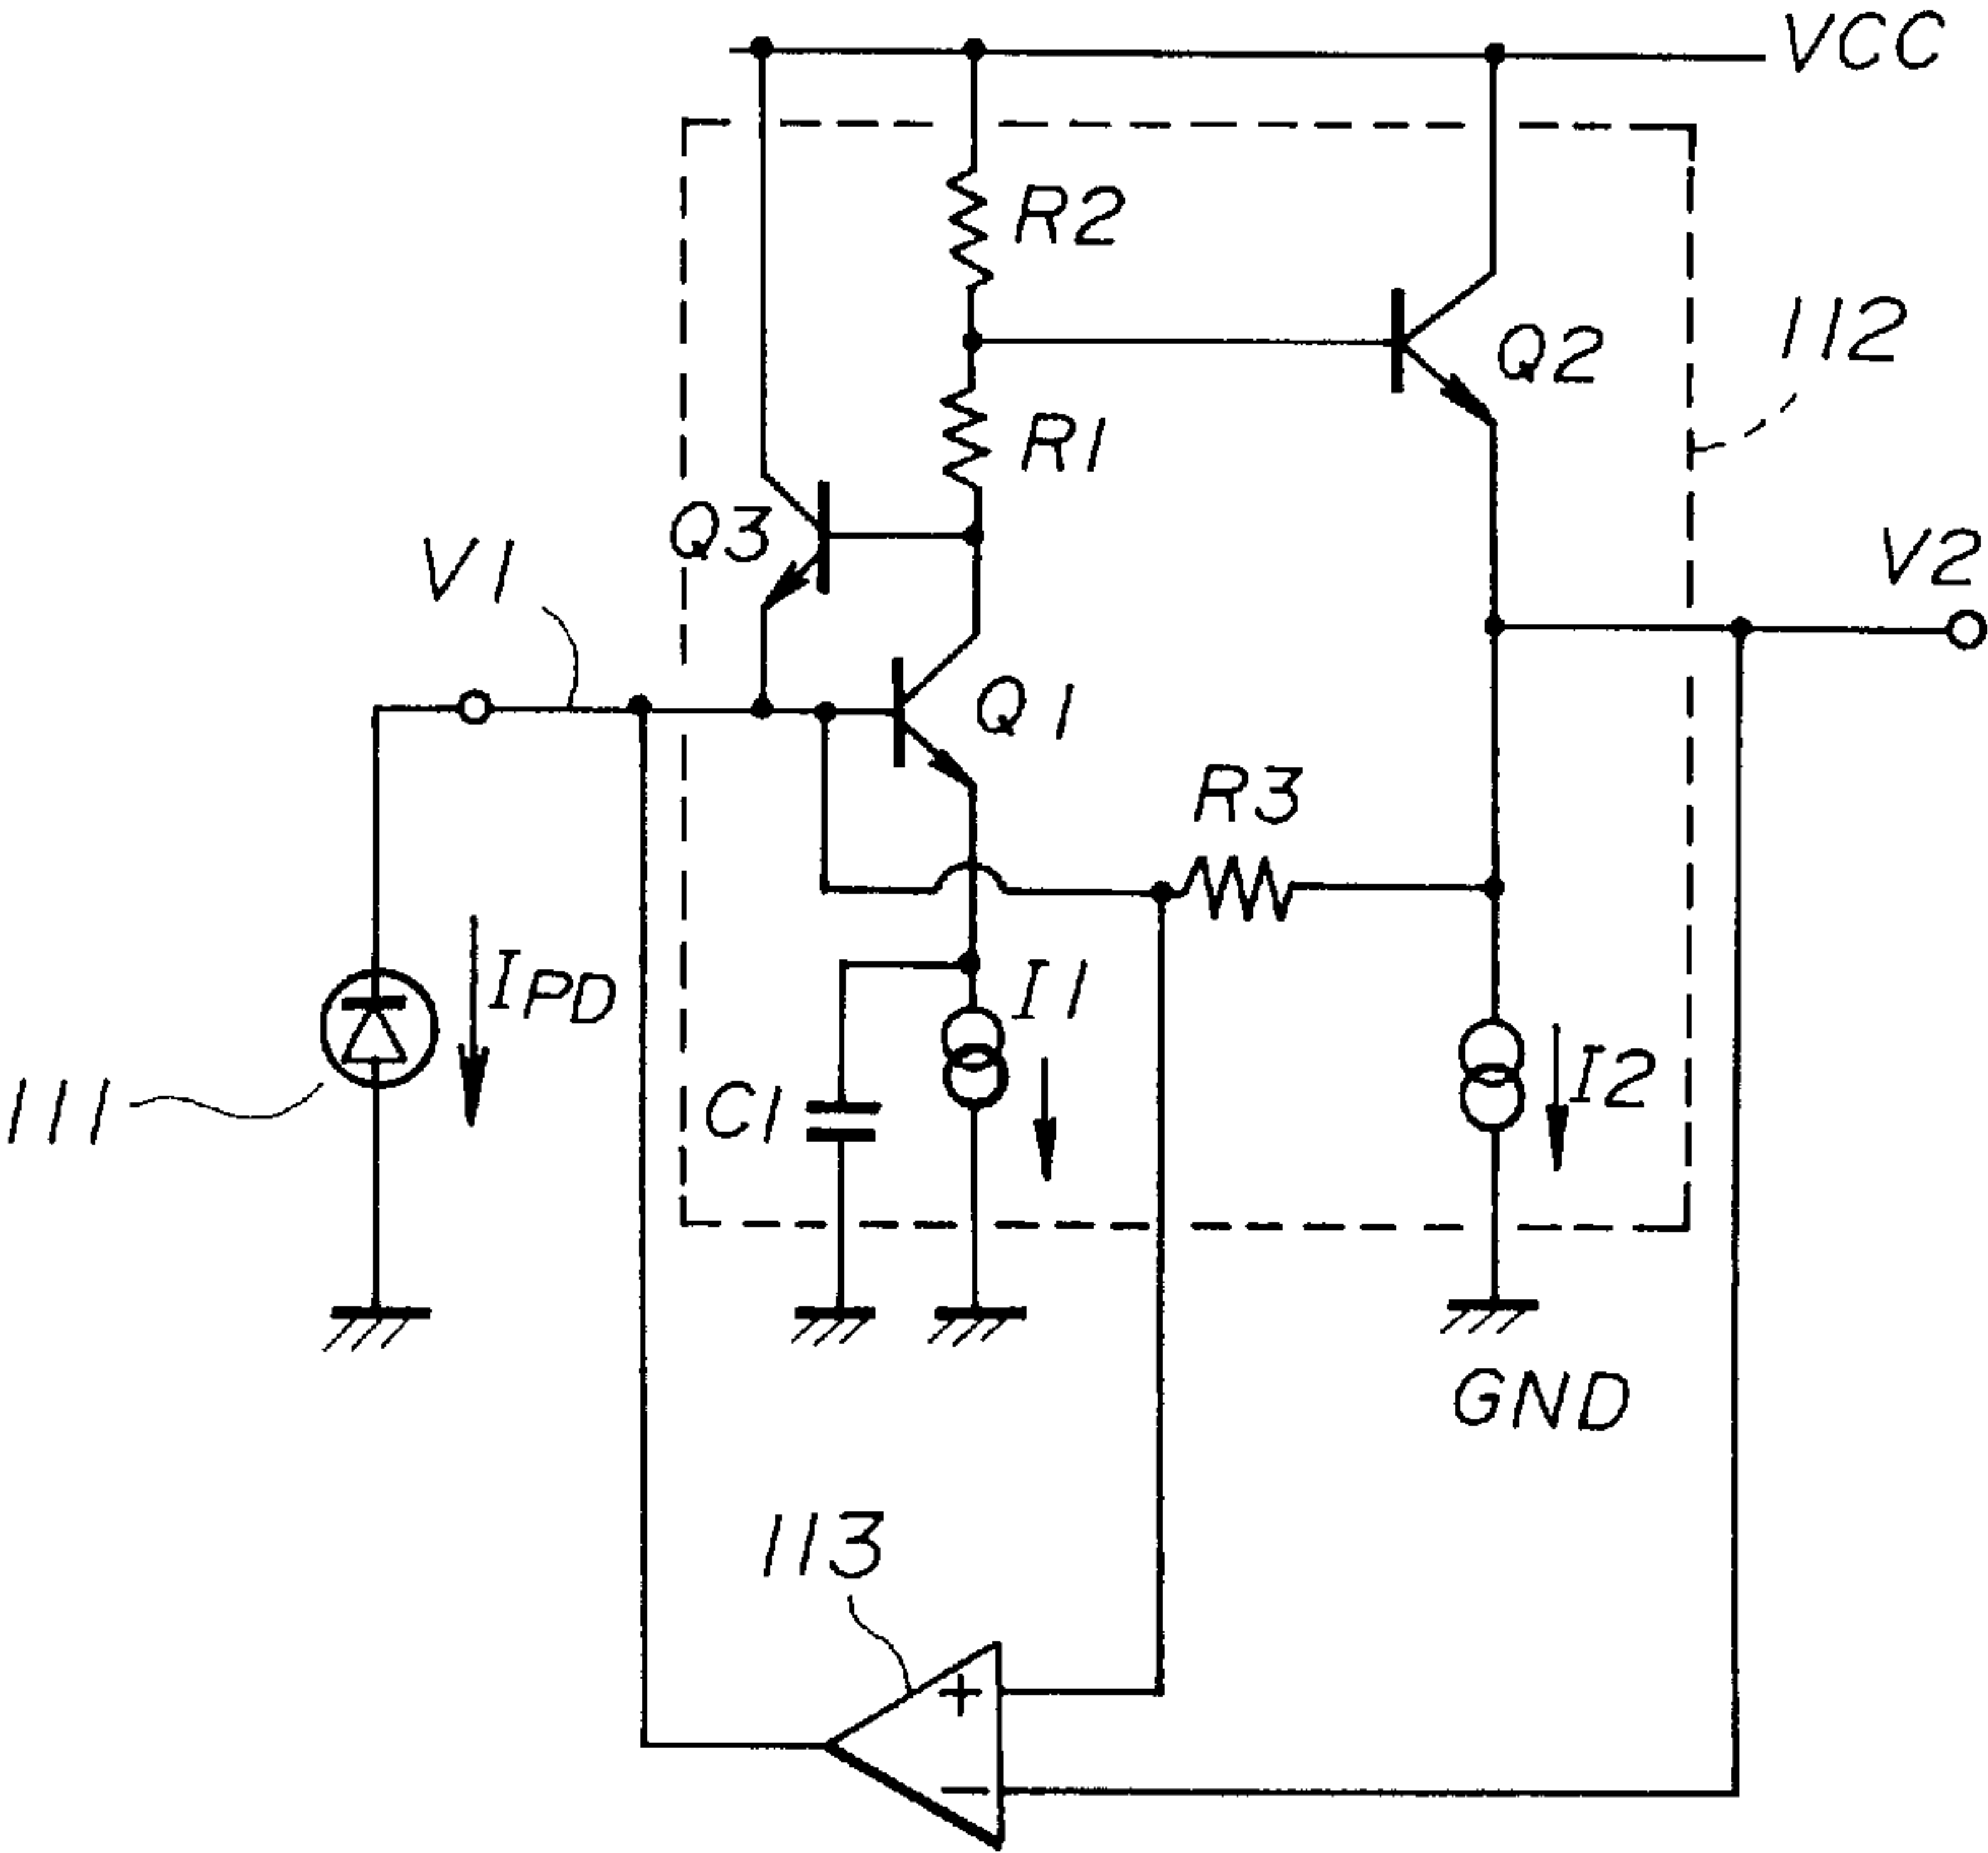 VCC
R2
Q2
112
R1
Q3
V1
V2
Q1
R3
IPD
I1
I2
111
C1
GND
113
+
−